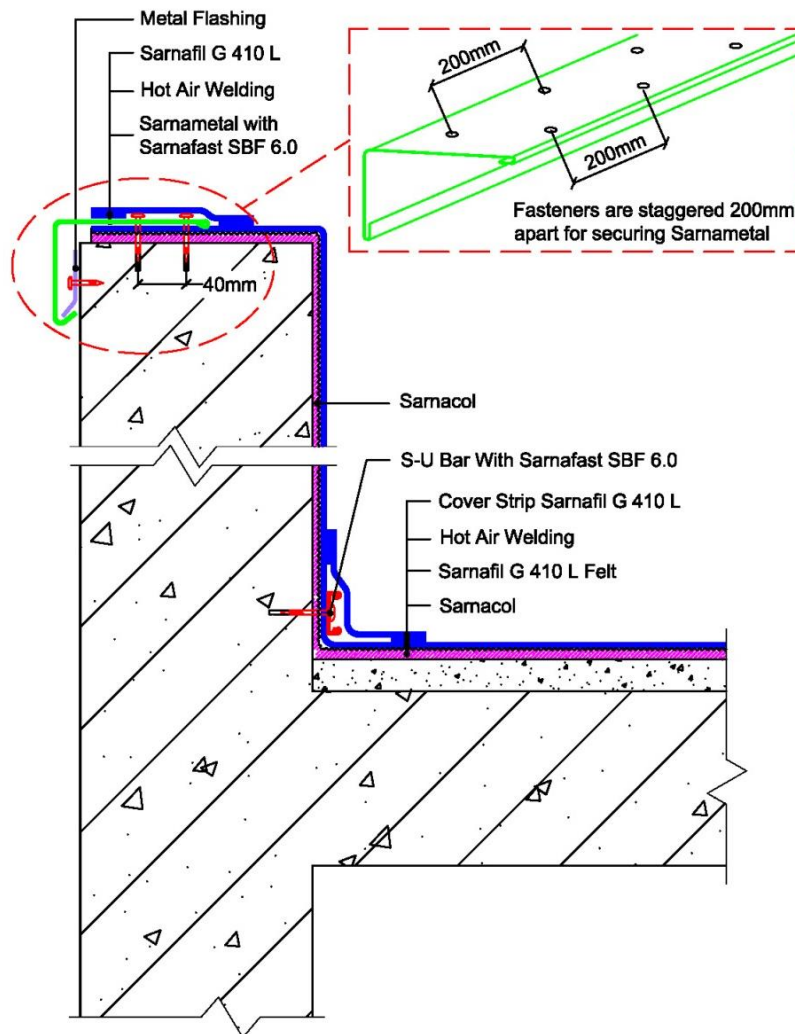 Metal Flashing
Sarnafil G 410 L
Hot Air Welding
Sarnametal with
Sarnafast SBF 6.0
200mm
200mm
Fasteners are staggered 200mm
apart for securing Sarnametal
40mm
Sarnacol
S-U Bar With Sarnafast SBF 6.0
Cover Strip Sarnafil G 410 L
Hot Air Welding
Sarnafil G 410 L Felt
Sarnacol